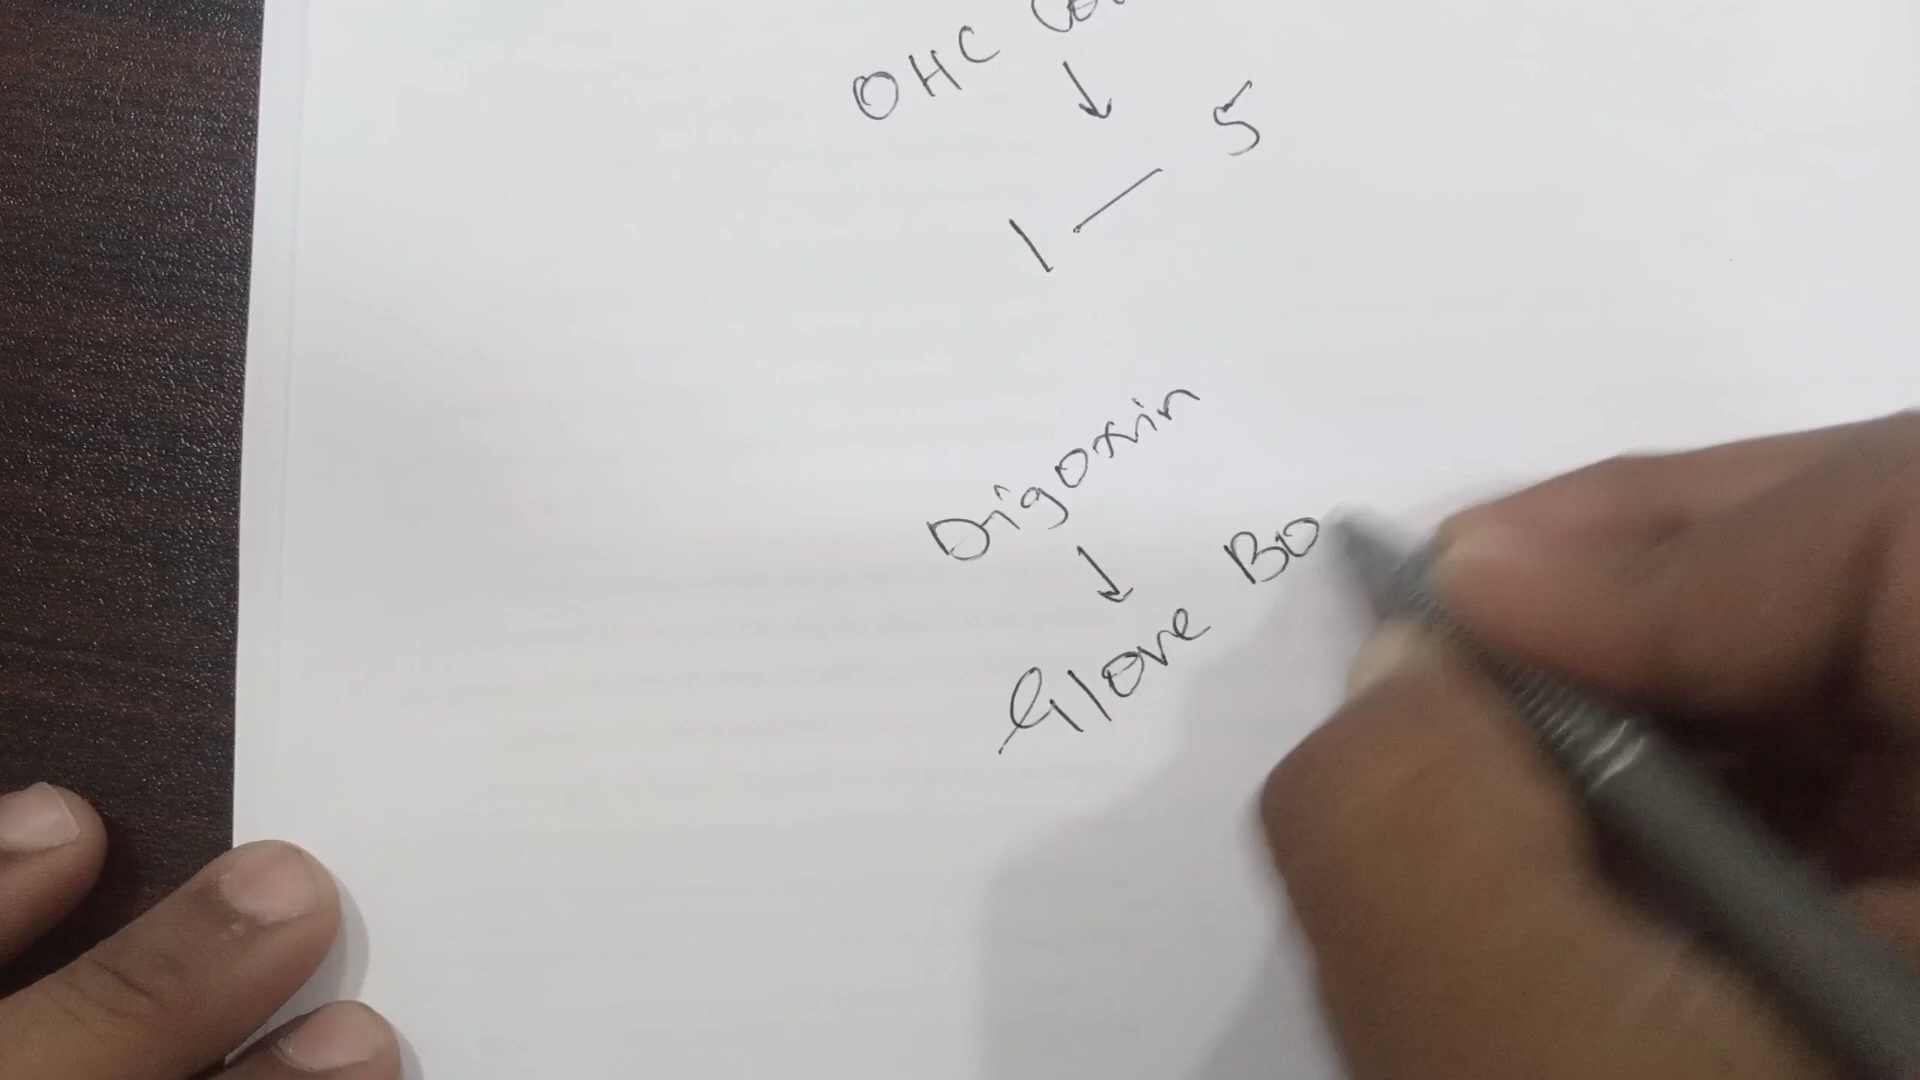 OHC
↓
1 — 5
Digoxin
↓
Glove Bo